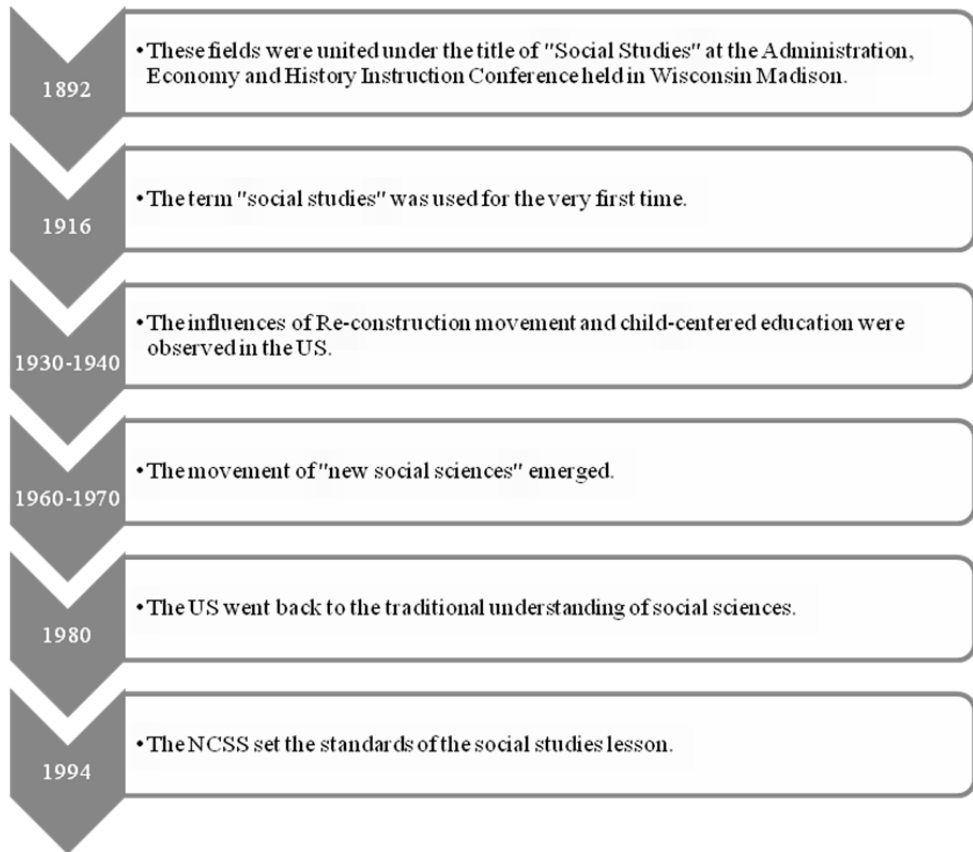 1892
•These fields were united under the title of "Social Studies" at the Administration,
Economy and History Instruction Conference held in Wisconsin Madison.
1916
•The term "social studies" was used for the very first time.
1930-1940
•The influences of Re-construction movement and child-centered education were
observed in the US.
1960-1970
•The movement of "new social sciences" emerged.
1980
•The US went back to the traditional understanding of social sciences.
1994
•The NCSS set the standards of the social studies lesson.